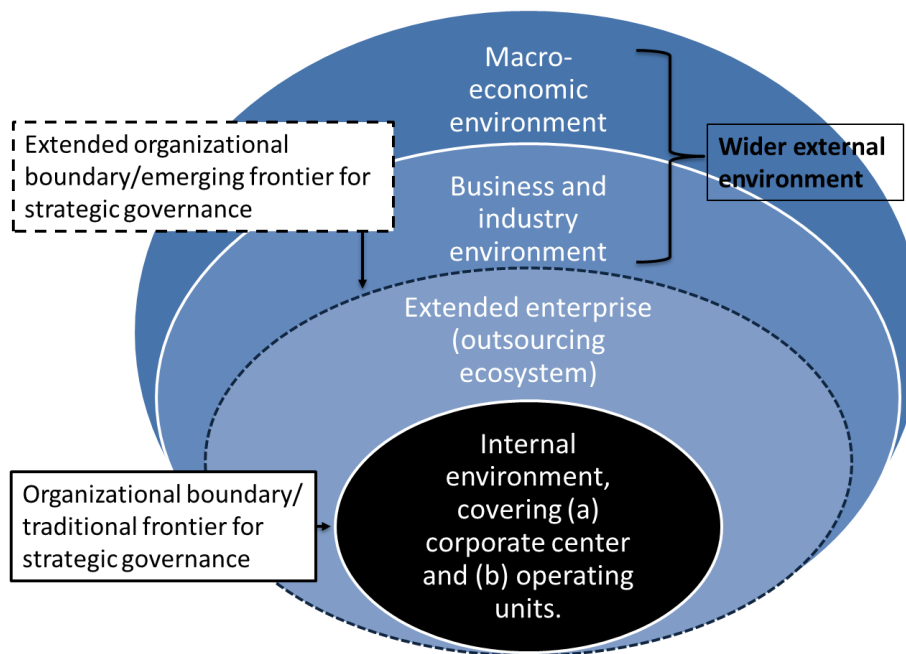 Macro-
economic
environment
Extended organizational
boundary/emerging frontier for
strategic governance
Wider external
environment
Business and
industry
environment
Extended enterprise
(outsourcing
ecosystem)
Internal
environment,
covering (a)
corporate center
and (b) operating
units.
Organizational boundary/
traditional frontier for
strategic governance